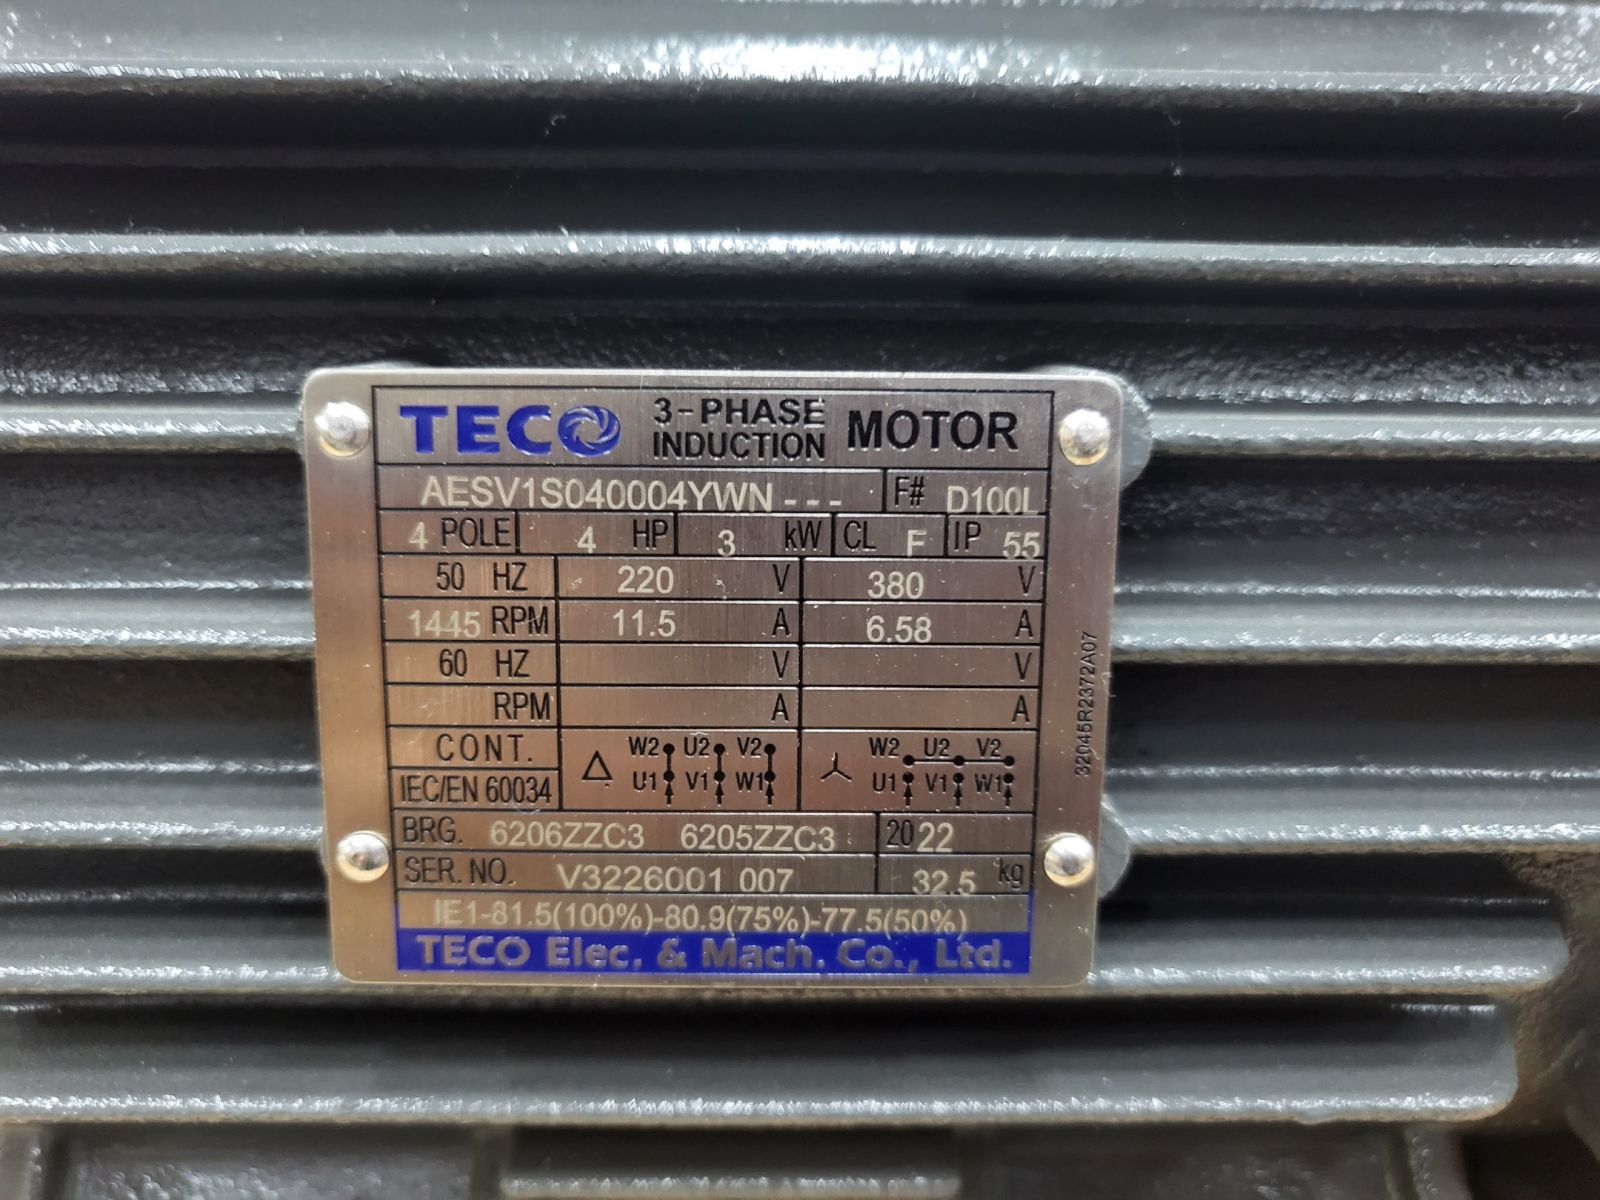 TECO 3-PHASE INDUCTION MOTOR
AESV1S040004YWN --- F# D100L
4 POLE 4 HP 3 kW CL F IP 55
50 HZ 220 V 380 V
1445 RPM 11.5 A 6.58 A
60 HZ V V
RPM A A
CONT. W2 U2 V2 W2 U2 V2
IEC/EN 60034 U1 V1 W1 U1 V1 W1
BRG. 6206ZZC3 6205ZZC3 2022
SER. NO. V3226001 007 32.5 kg
IE1-81.5(100%)-80.9(75%)-77.5(50%)
TECO Elec. & Mach. Co., Ltd.
32045R2372A07